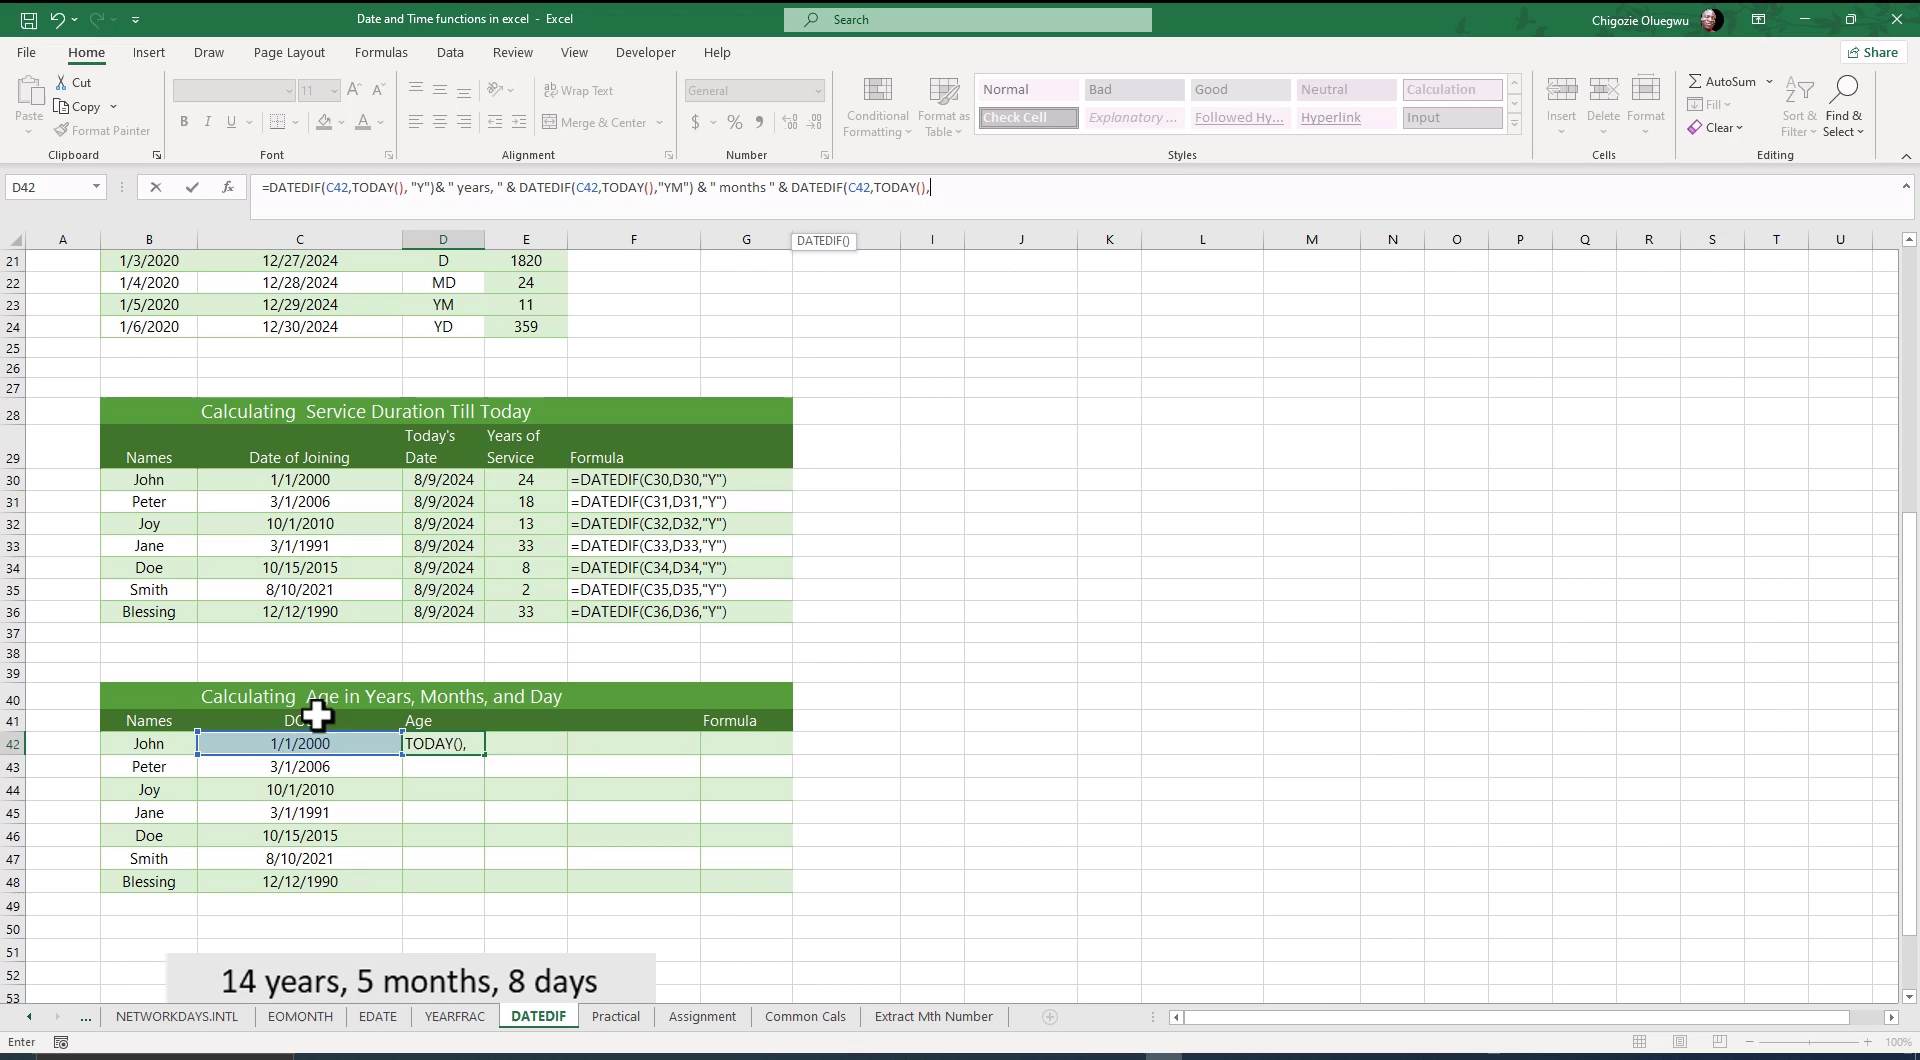 Date and Time functions in excel - Excel
Search
Chigozie Oluegwu
File Home Insert Draw Page Layout Formulas Data Review View Developer Help
Share
Paste
Cut
Copy
Format Painter
Clipboard
11
Font
Wrap Text
Merge & Center
Alignment
General
$ %
Number
Conditional Formatting
Format as Table
Normal Bad Good Neutral Calculation
Check Cell Explanatory ... Followed Hy... Hyperlink Input
Styles
Insert Delete Format
Cells
AutoSum
Fill
Clear
Sort & Filter
Find & Select
Editing
D42
=DATEDIF(C42,TODAY(), "Y")& " years, " & DATEDIF(C42,TODAY(),"YM") & " months " & DATEDIF(C42,TODAY(),
DATEDIF()
A B C D E F G I J K L M N O P Q R S T U
21 1/3/2020 12/27/2024 D 1820
22 1/4/2020 12/28/2024 MD 24
23 1/5/2020 12/29/2024 YM 11
24 1/6/2020 12/30/2024 YD 359
25
26
27
28 Calculating Service Duration Till Today
29 Names Date of Joining Today's Date Years of Service Formula
30 John 1/1/2000 8/9/2024 24 =DATEDIF(C30,D30,"Y")
31 Peter 3/1/2006 8/9/2024 18 =DATEDIF(C31,D31,"Y")
32 Joy 10/1/2010 8/9/2024 13 =DATEDIF(C32,D32,"Y")
33 Jane 3/1/1991 8/9/2024 33 =DATEDIF(C33,D33,"Y")
34 Doe 10/15/2015 8/9/2024 8 =DATEDIF(C34,D34,"Y")
35 Smith 8/10/2021 8/9/2024 2 =DATEDIF(C35,D35,"Y")
36 Blessing 12/12/1990 8/9/2024 33 =DATEDIF(C36,D36,"Y")
37
38
39
40 Calculating Age in Years, Months, and Day
41 Names Age Formula
42 John 1/1/2000 TODAY(),
43 Peter 3/1/2006
44 Joy 10/1/2010
45 Jane 3/1/1991
46 Doe 10/15/2015
47 Smith 8/10/2021
48 Blessing 12/12/1990
49
50
51
52
53
14 years, 5 months, 8 days
... NETWORKDAYS.INTL EOMONTH EDATE YEARFRAC DATEDIF Practical Assignment Common Cals Extract Mth Number
Enter
100%